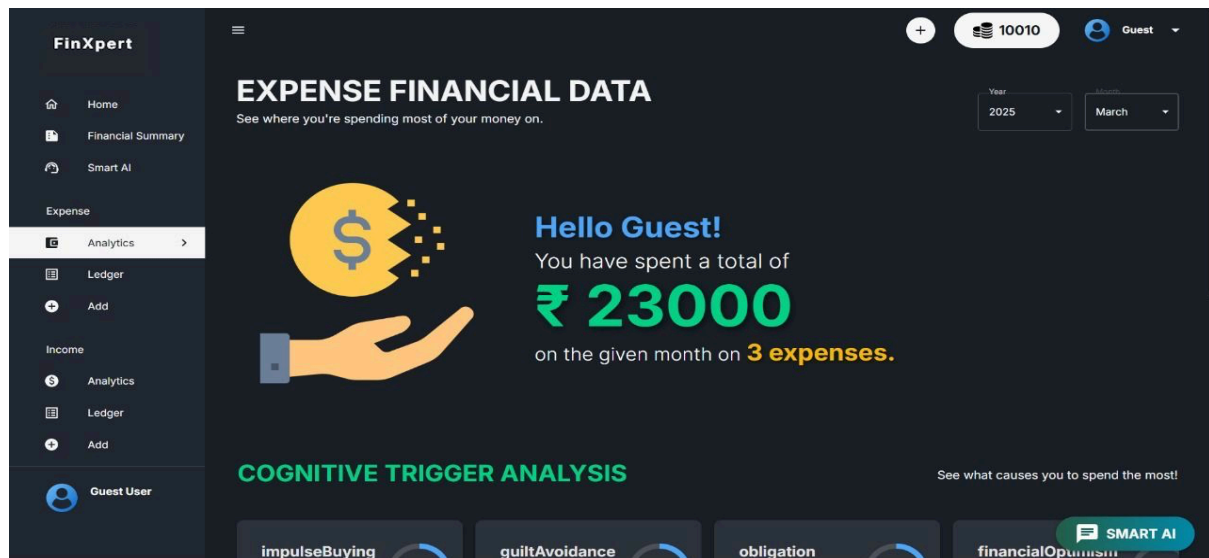 FinXpert
Home
Financial Summary
Smart AI
Expense
Analytics
Ledger
Add
Income
Analytics
Ledger
Add
Guest User
+
10010
Guest
EXPENSE FINANCIAL DATA
See where you're spending most of your money on.
Year
2025
Month
March
$
Hello Guest!
You have spent a total of
₹ 23000
on the given month on 3 expenses.
COGNITIVE TRIGGER ANALYSIS
See what causes you to spend the most!
impulseBuying
guiltAvoidance
obligation
financialOptimism
SMART AI